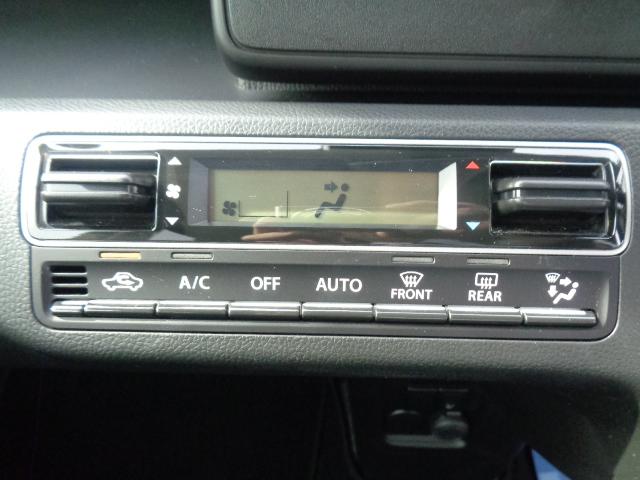 A/C OFF AUTO FRONT REAR